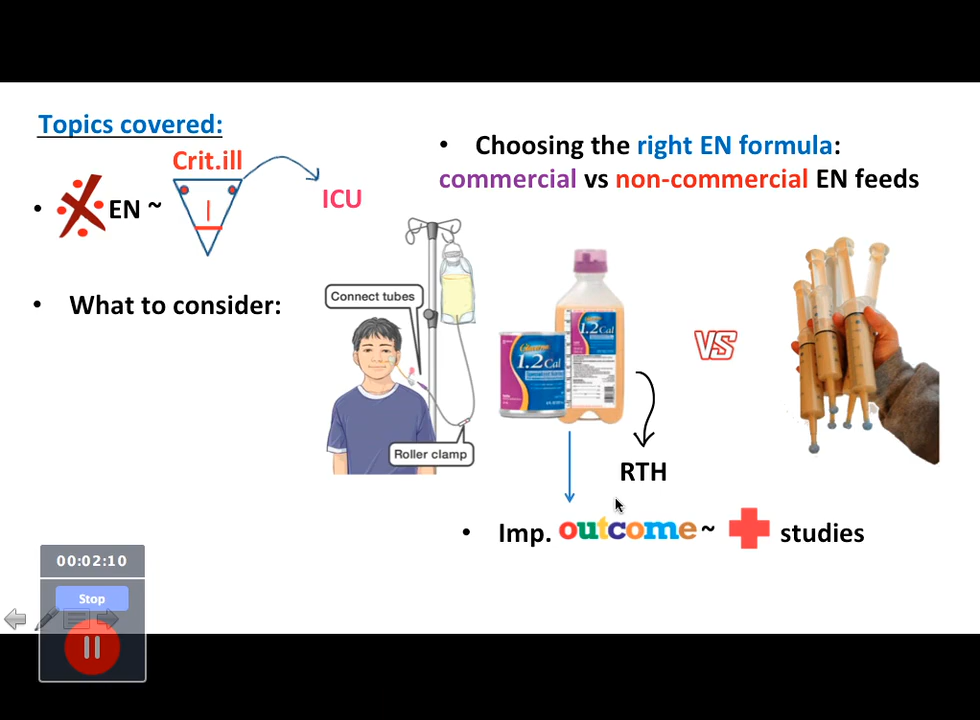 Topics covered:
Crit.ill
ICU
• EN ~
• What to consider:
Connect tubes
Roller clamp
• Choosing the right EN formula:
commercial vs non-commercial EN feeds
1.2 Cal
1.2 Cal
VS
RTH
• Imp. outcome ~ studies
00:02:10
Stop